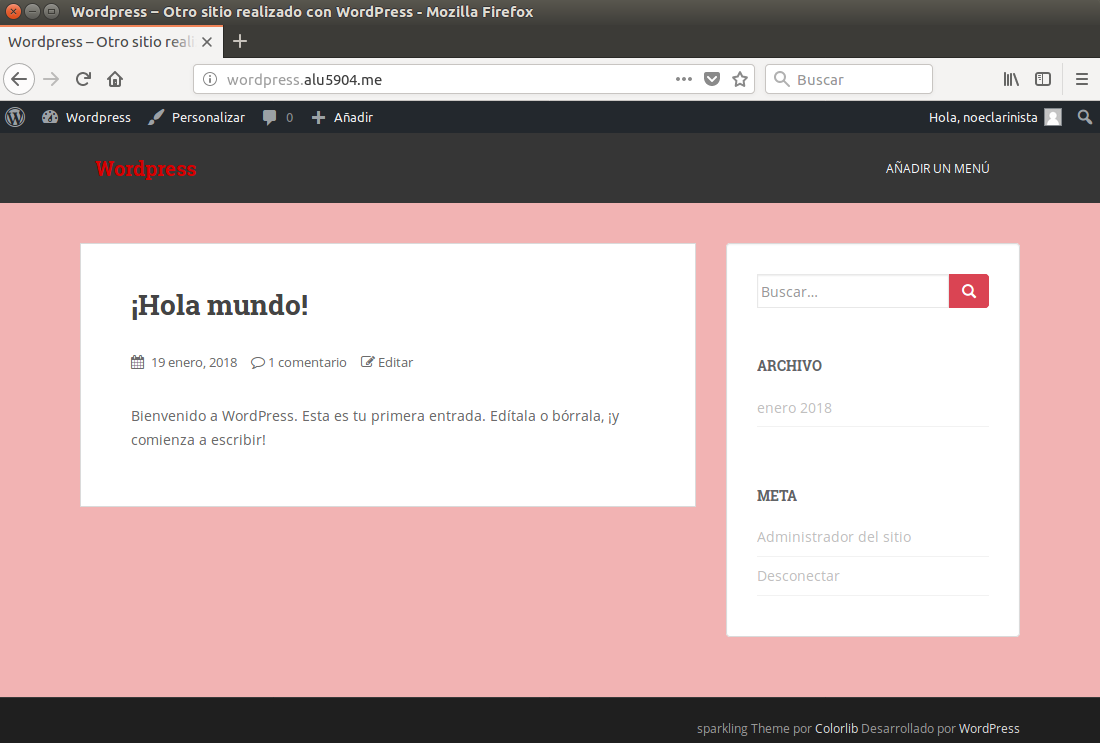 Wordpress – Otro sitio realizado con WordPress - Mozilla Firefox
Wordpress – Otro sitio reali
wordpress.alu5904.me
Buscar
Wordpress Personalizar 0 Añadir Hola, noeclarinista
Wordpress AÑADIR UN MENÚ
¡Hola mundo!
19 enero, 2018 1 comentario Editar
Bienvenido a WordPress. Esta es tu primera entrada. Edítala o bórrala, ¡y
comienza a escribir!
Buscar...
ARCHIVO
enero 2018
META
Administrador del sitio
Desconectar
sparkling Theme por Colorlib Desarrollado por WordPress